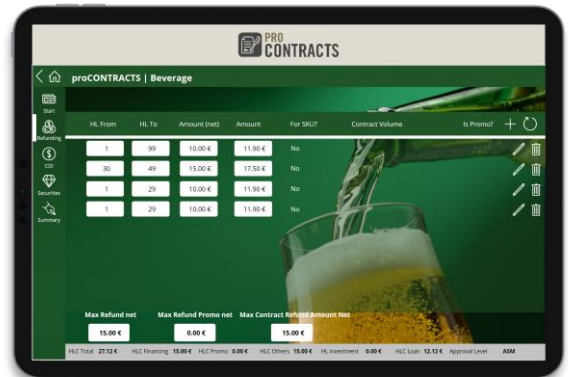 PRO
CONTRACTS
proCONTRACTS | Beverage
Start
HL From HL To Amount (net) Amount For SKU? Contract Volume Is Promo?
Refunding
1 99 10.00 € 11.90 € No
COI
30 49 15.00 € 17.50 € No
Securities
1 29 10.00 € 11.90 € No
Summary
1 29 10.00 € 11.90 € No
Max Refund net Max Refund Promo net Max Contract Refund Amount Net
15.00 € 0.00 € 15.00 €
HLC Total 27.12 € HLC Financing 15.00 € HLC Promo 0.00 € HLC Others 15.00 € HL Investment 0.00 € HLC Loan 12.12 € Approval Level ASM